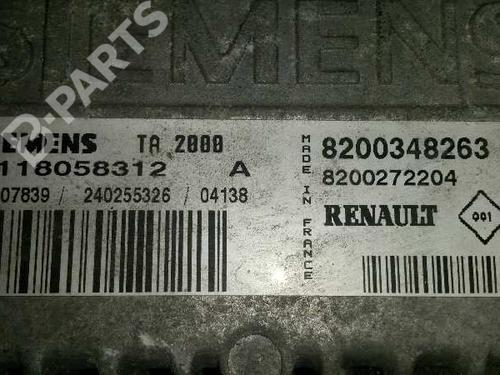 SIEMENS
B-PARTS
EMENS TA 2000
118058312 A
07839 / 240255326 / 04138
MADE IN FRANCE
8200348263
8200272204
RENAULT
001